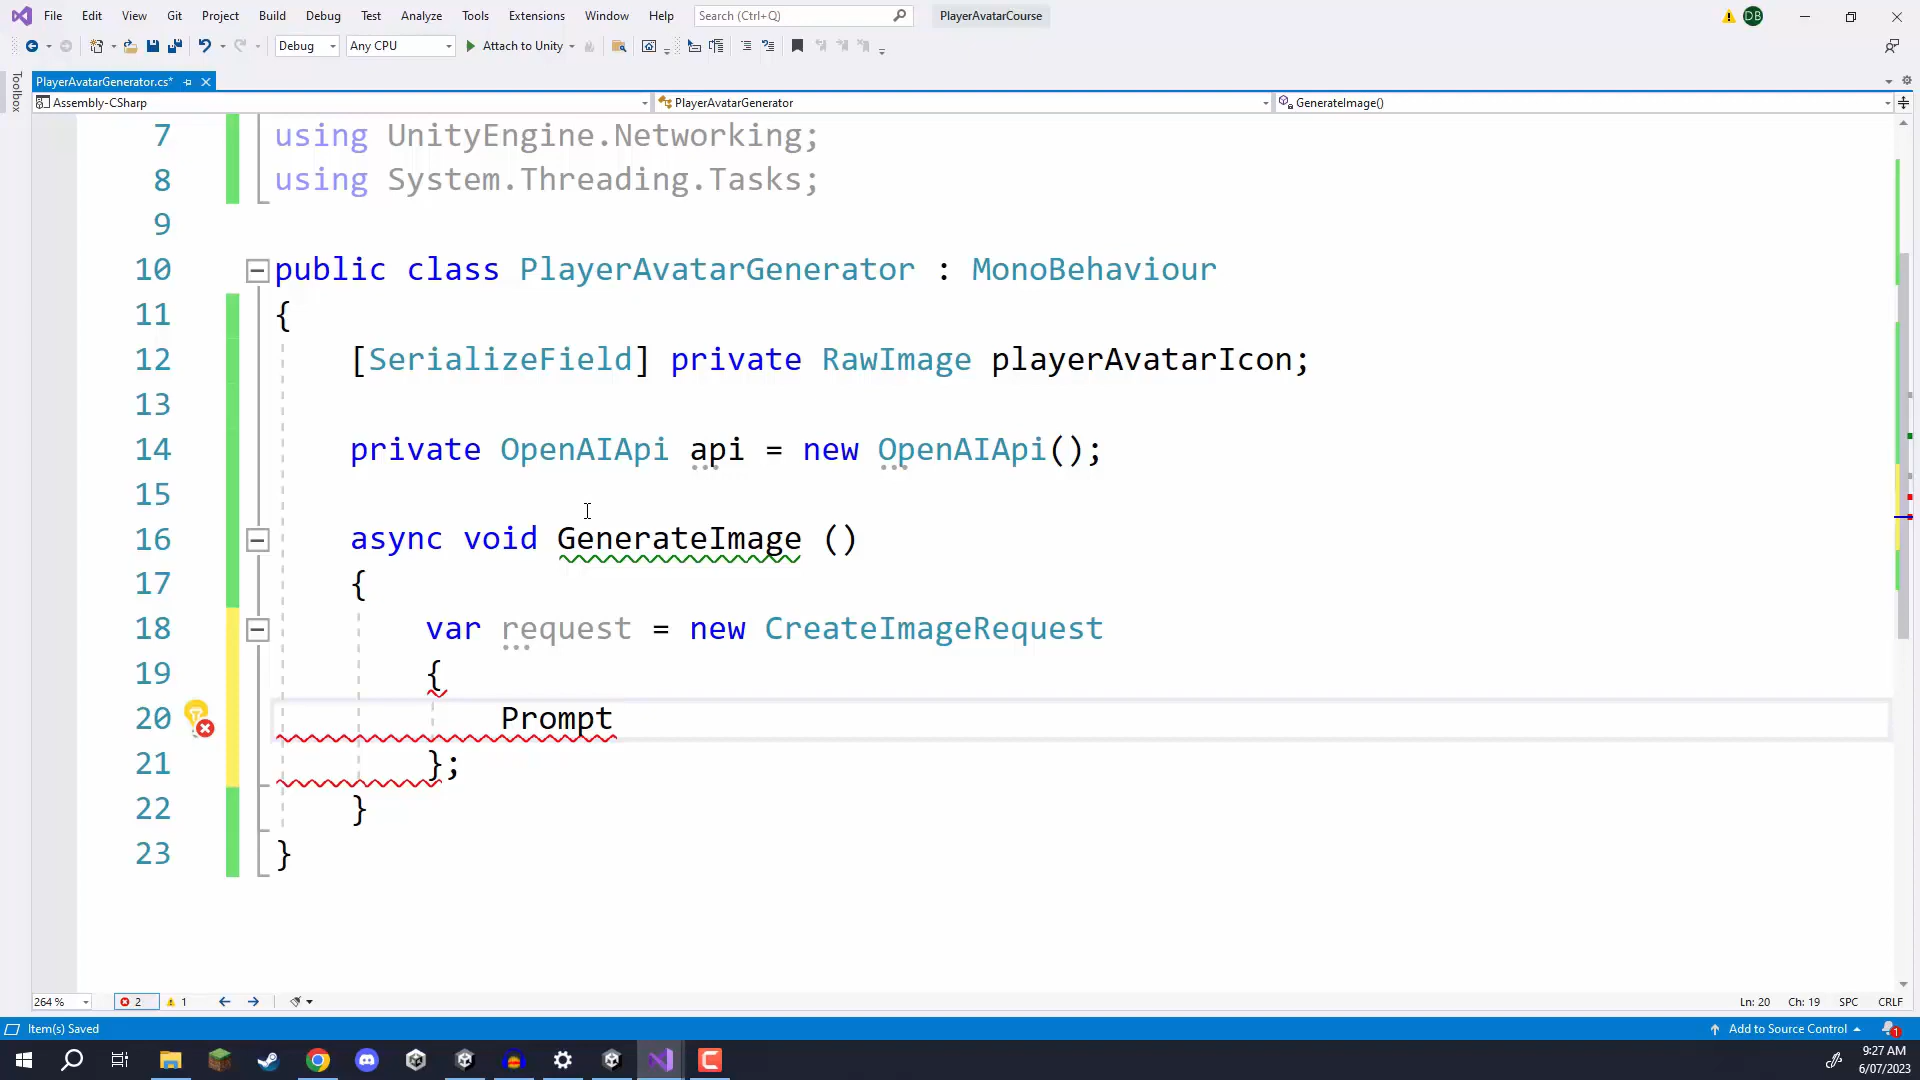 File Edit View Git Project Build Debug Test Analyze Tools Extensions Window Help Search (Ctrl+Q) PlayerAvatarCourse DB
Debug Any CPU Attach to Unity
Toolbox
PlayerAvatarGenerator.cs*
Assembly-CSharp PlayerAvatarGenerator GenerateImage()
7 using UnityEngine.Networking;
8 using System.Threading.Tasks;
9
10 public class PlayerAvatarGenerator : MonoBehaviour
11 {
12 [SerializeField] private RawImage playerAvatarIcon;
13
14 private OpenAIApi api = new OpenAIApi();
15
16 async void GenerateImage ()
17 {
18 var request = new CreateImageRequest
19 {
20 Prompt
21 };
22 }
23 }
264 % 2 1 Ln: 20 Ch: 19 SPC CRLF
Item(s) Saved Add to Source Control 1
9:27 AM
6/07/2023